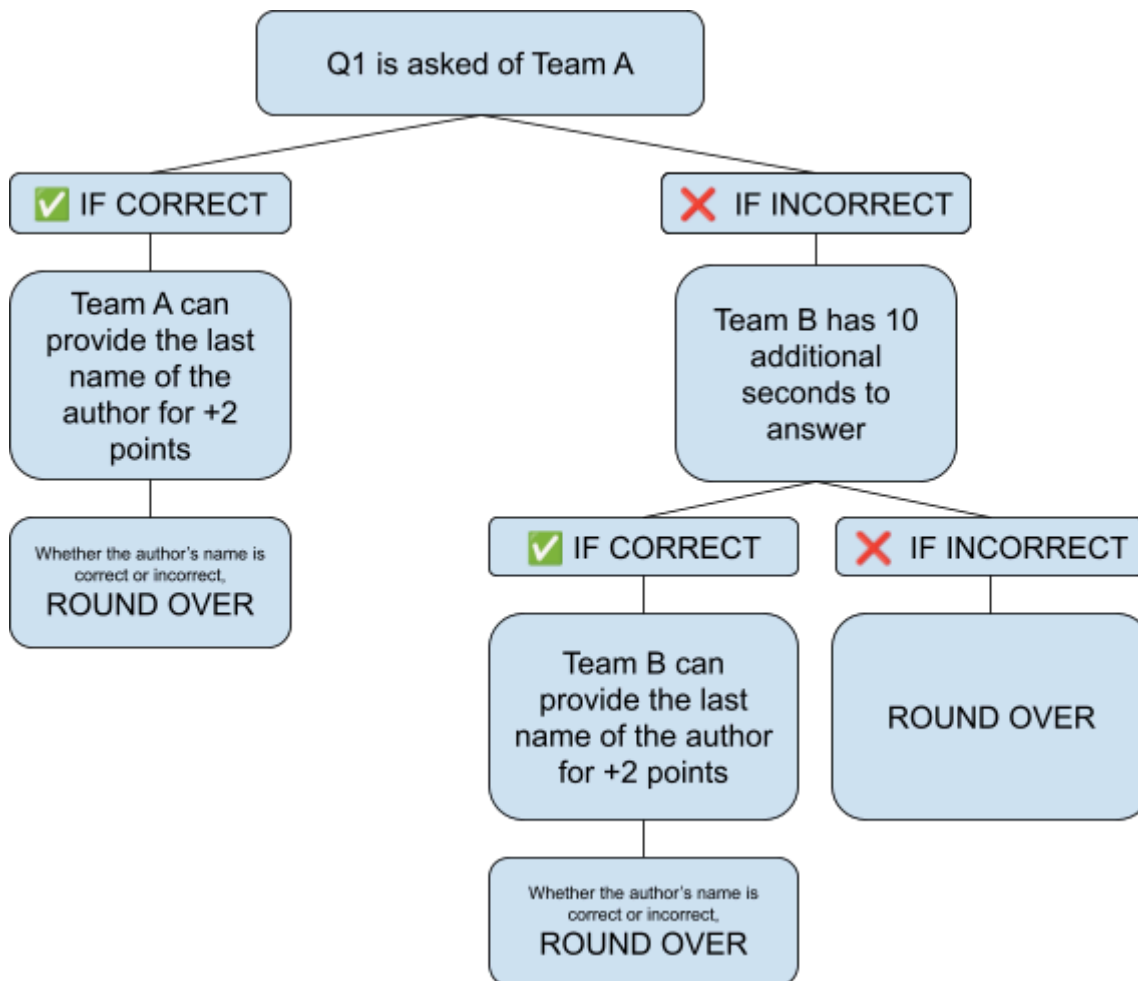 Q1 is asked of Team A
✅ IF CORRECT
❌ IF INCORRECT
Team A can
provide the last
name of the
author for +2
points
Team B has 10
additional
seconds to
answer
Whether the author's name is
correct or incorrect,
ROUND OVER
✅ IF CORRECT
❌ IF INCORRECT
Team B can
provide the last
name of the author
for +2 points
ROUND OVER
Whether the author's name is
correct or incorrect,
ROUND OVER